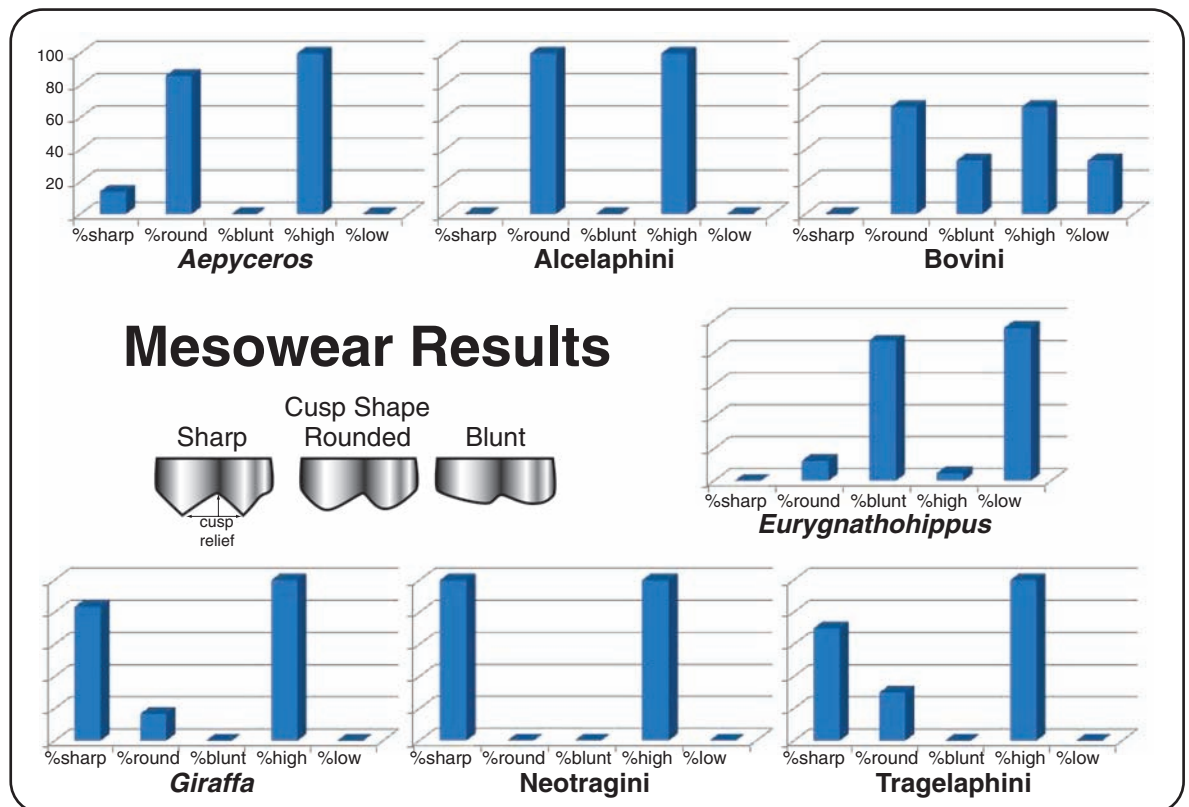 100
80
60
40
20
%sharp %round %blunt %high %low
Aepyceros
%sharp %round %blunt %high %low
Alcelaphini
%sharp %round %blunt %high %low
Bovini
Mesowear Results
Cusp Shape
Sharp Rounded Blunt
cusp
relief
%sharp %round %blunt %high %low
Eurygnathohippus
%sharp %round %blunt %high %low
Giraffa
%sharp %round %blunt %high %low
Neotragini
%sharp %round %blunt %high %low
Tragelaphini